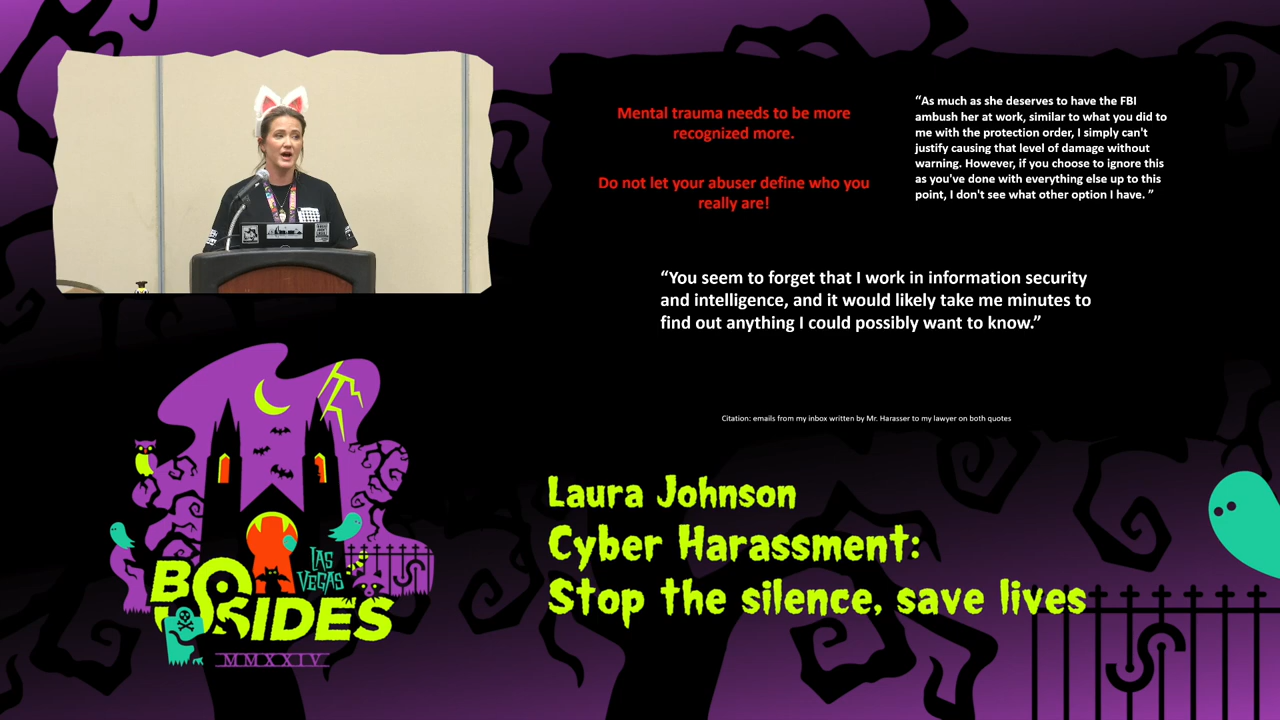 Mental trauma needs to be more
recognized more.
Do not let your abuser define who you
really are!
“As much as she deserves to have the FBI
ambush her at work, similar to what you did to
me with the protection order, I simply can't
justify causing that level of damage without
warning. However, if you choose to ignore this
as you've done with everything else up to this
point, I don't see what other option I have. ”
“You seem to forget that I work in information security
and intelligence, and it would likely take me minutes to
find out anything I could possibly want to know.”
Citation: emails from my inbox written by Mr. Harasser to my lawyer on both quotes
LAS
VEGAS
BSIDES
MMXXIV
Laura Johnson
Cyber Harassment:
Stop the silence, save lives